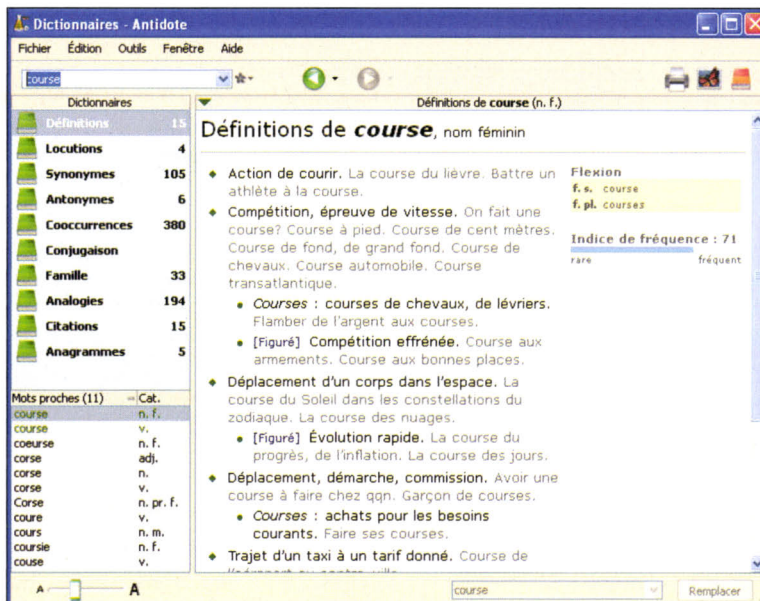 Dictionnaires - Antidote
Fichier Édition Outils Fenêtre Aide
course
Dictionnaires
Définitions 15
Locutions 4
Synonymes 105
Antonymes 6
Cooccurrences 380
Conjugaison
Famille 33
Analogies 194
Citations 15
Anagrammes 5
Mots proches (11) Cat.
course n. f.
course v.
coeurse n. f.
corse adj.
corse n.
corse v.
Corse n. pr. f.
coure v.
cours n. m.
coursie n. f.
couse v.
A A
Définitions de course (n. f.)
Définitions de course, nom féminin
Action de courir. La course du lièvre. Battre un
athlète à la course.
Compétition, épreuve de vitesse. On fait une
course? Course à pied. Course de cent mètres.
Course de fond, de grand fond. Course de
chevaux. Course automobile. Course
transatlantique.
Courses : courses de chevaux, de lévriers.
Flamber de l'argent aux courses.
[Figuré] Compétition effrénée. Course aux
armements. Course aux bonnes places.
Déplacement d'un corps dans l'espace. La
course du Soleil dans les constellations du
zodiaque. La course des nuages.
[Figuré] Évolution rapide. La course du
progrès, de l'inflation. La course des jours.
Déplacement, démarche, commission. Avoir une
course à faire chez qqn. Garçon de courses.
Courses : achats pour les besoins
courants. Faire ses courses.
Trajet d'un taxi à un tarif donné. Course de
Flexion
f. s. course
f. pl. courses
Indice de fréquence : 71
rare fréquent
course
Remplacer